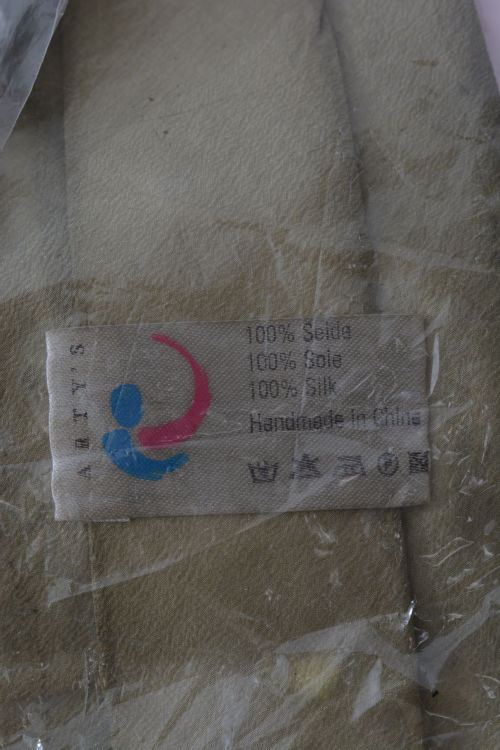 ARTY'S
100% Seide
100% Soie
100% Silk
Handmade in China